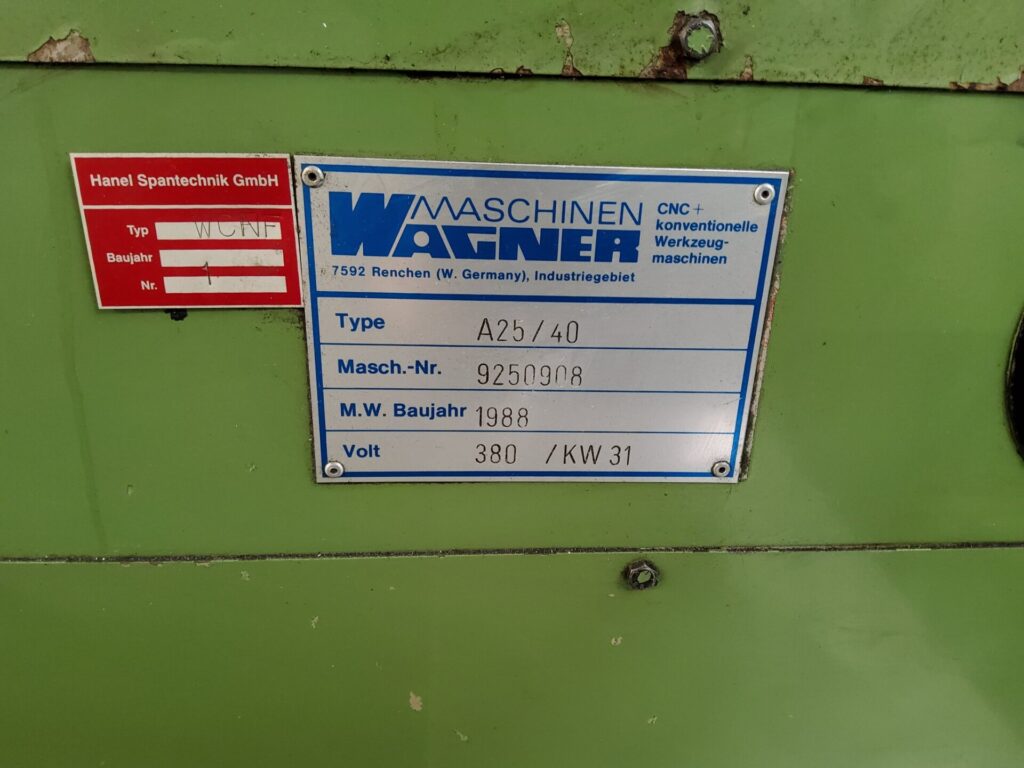 Hanel Spantechnik GmbH
Typ WCNF
Baujahr
Nr. 1
MASCHINEN
WAGNER
CNC +
konventionelle
Werkzeug-
maschinen
7592 Renchen (W. Germany), Industriegebiet
Type A25/40
Masch.-Nr. 9250908
M.W. Baujahr 1988
Volt 380 /KW 31